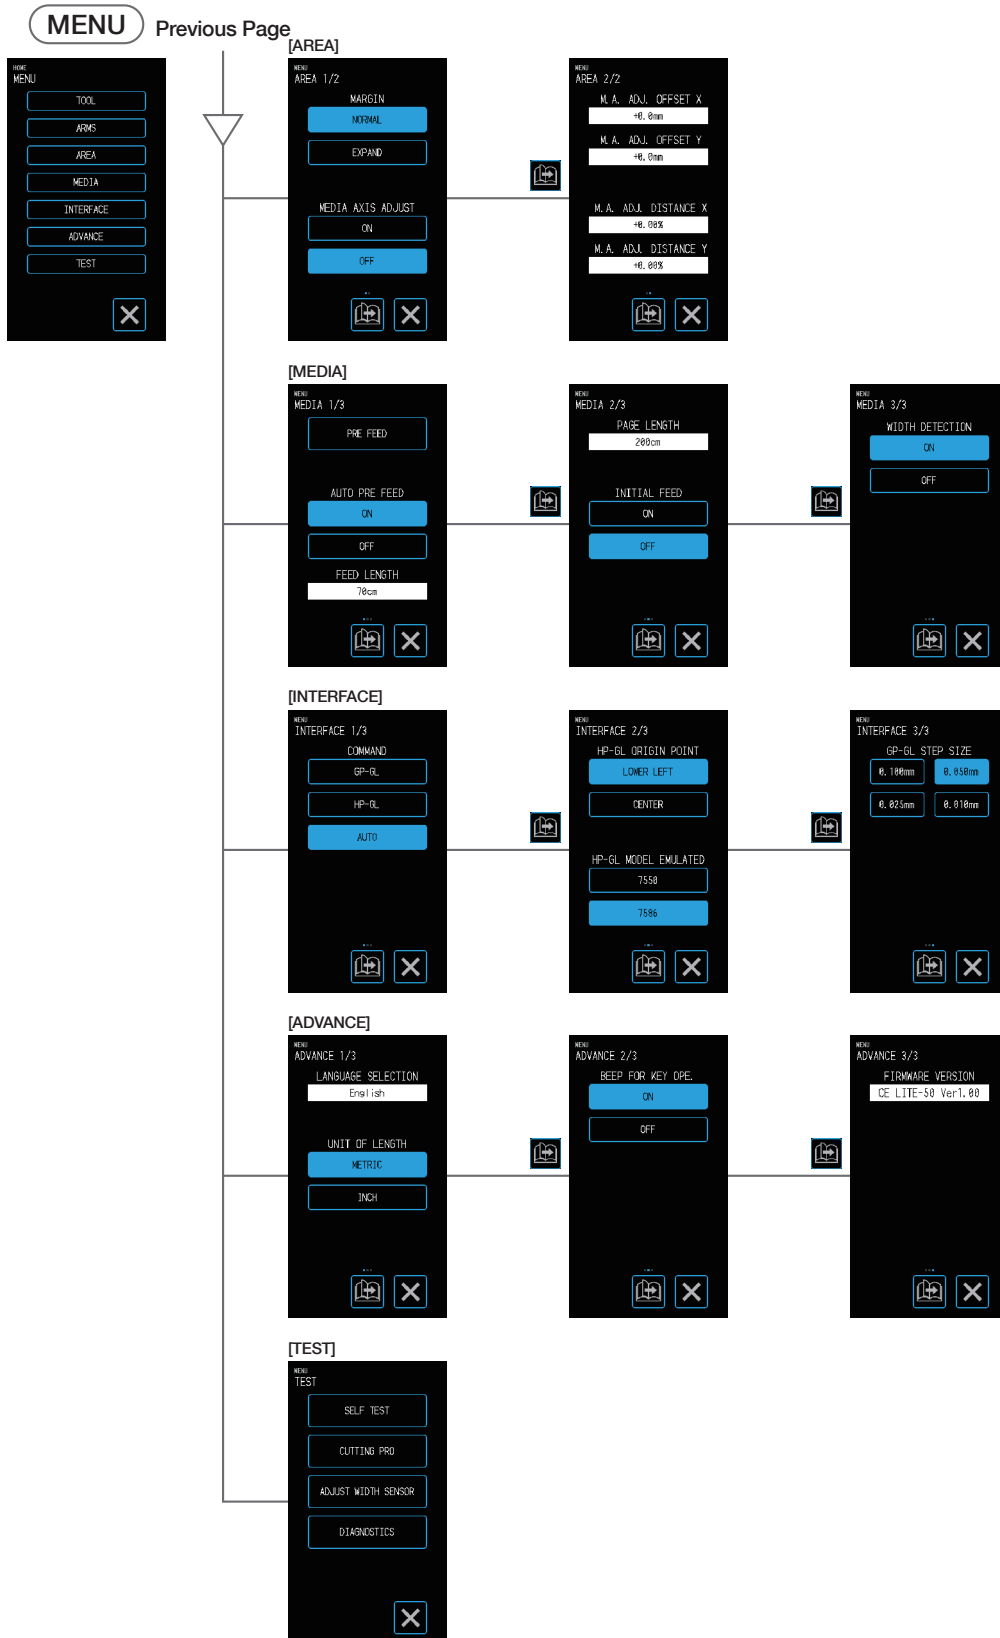 MENU
Previous Page
HOME
MENU
TOOL
ARMS
AREA
MEDIA
INTERFACE
ADVANCE
TEST
[AREA]
MENU
AREA 1/2
MARGIN
NORMAL
EXPAND
MEDIA AXIS ADJUST
ON
OFF
MENU
AREA 2/2
M.A. ADJ. OFFSET X
+0.0mm
M.A. ADJ. OFFSET Y
+0.0mm
M.A. ADJ. DISTANCE X
+0.00%
M.A. ADJ. DISTANCE Y
+0.00%
[MEDIA]
MENU
MEDIA 1/3
PRE FEED
AUTO PRE FEED
ON
OFF
FEED LENGTH
70cm
MENU
MEDIA 2/3
PAGE LENGTH
200cm
INITIAL FEED
ON
OFF
MENU
MEDIA 3/3
WIDTH DETECTION
ON
OFF
[INTERFACE]
MENU
INTERFACE 1/3
COMMAND
GP-GL
HP-GL
AUTO
MENU
INTERFACE 2/3
HP-GL ORIGIN POINT
LOWER LEFT
CENTER
HP-GL MODEL EMULATED
7550
7586
MENU
INTERFACE 3/3
GP-GL STEP SIZE
0.100mm 0.050mm
0.025mm 0.010mm
[ADVANCE]
MENU
ADVANCE 1/3
LANGUAGE SELECTION
English
UNIT OF LENGTH
METRIC
INCH
MENU
ADVANCE 2/3
BEEP FOR KEY OPE.
ON
OFF
MENU
ADVANCE 3/3
FIRMWARE VERSION
CE LITE-50 Ver1.00
[TEST]
MENU
TEST
SELF TEST
CUTTING PRO
ADJUST WIDTH SENSOR
DIAGNOSTICS